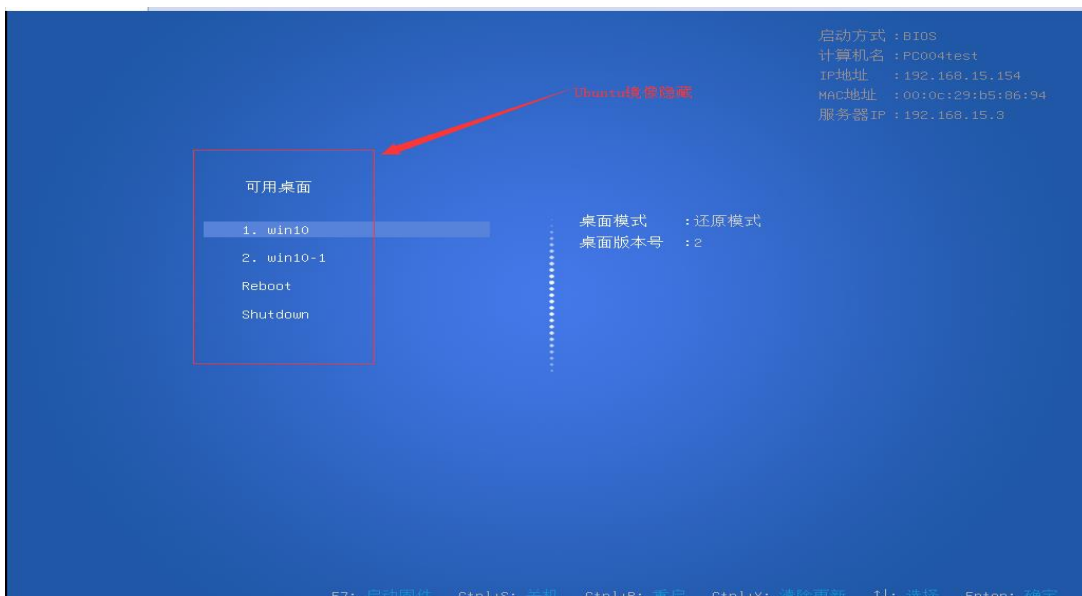 启动方式 :BIOS
计算机名 :PC004test
IP地址 :192.168.15.154
MAC地址 :00:0c:29:b5:86:94
服务器IP :192.168.15.3
Ubuntu镜像隐藏
可用桌面
1. win10
2. win10-1
Reboot
Shutdown
桌面模式 :还原模式
桌面版本号 :2
F7: 启动固件 Ctrl+S: 关机 Ctrl+R: 重启 Ctrl+Y: 清除更新 ↑↓: 选择 Enter: 确定